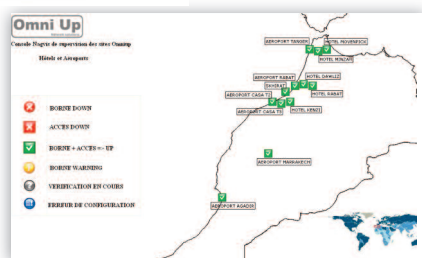 Omni Up
Console Nagvis de supervision des sites Omniup
Hôtels et Aéroports
BORNE DOWN
ACCES DOWN
BORNE + ACCES <= UP
BORNE WARNING
VERIFICATION EN COURS
ERREUR DE CONFIGURATION
AEROPORT TANGER
HOTEL MOVENPICK
HOTEL MINZAH
AEROPORT RABAT
HOTEL DAHLIZ
SKHIRAT
HOTEL RABAT
AEROPORT CASA T2
AEROPORT CASA T1
HOTEL KENZI
AEROPORT MARRAKECH
AEROPORT AGADIR